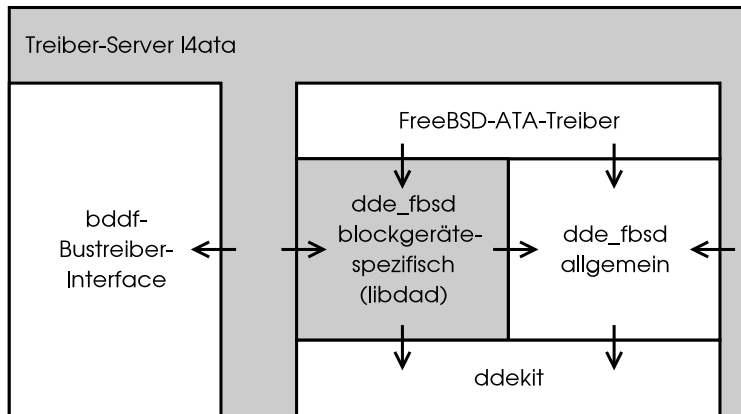 Treiber-Server l4ata
FreeBSD-ATA-Treiber
bddf-
Bustreiber-
Interface
dde_fbsd
blockgeräte-
spezifisch
(libdad)
dde_fbsd
allgemein
ddekit